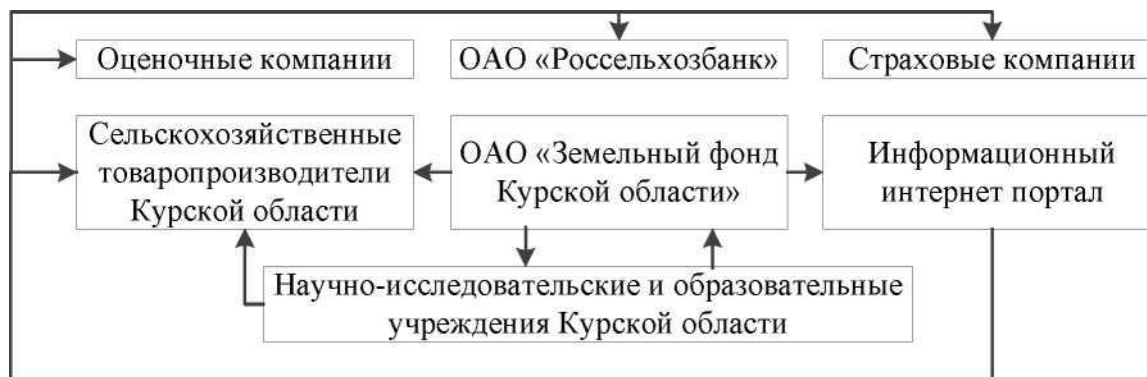 Оценочные компании
ОАО «Россельхозбанк»
Страховые компании
Сельскохозяйственные
товаропроизводители
Курской области
ОАО «Земельный фонд
Курской области»
Информационный
интернет портал
Научно-исследовательские и образовательные
учреждения Курской области